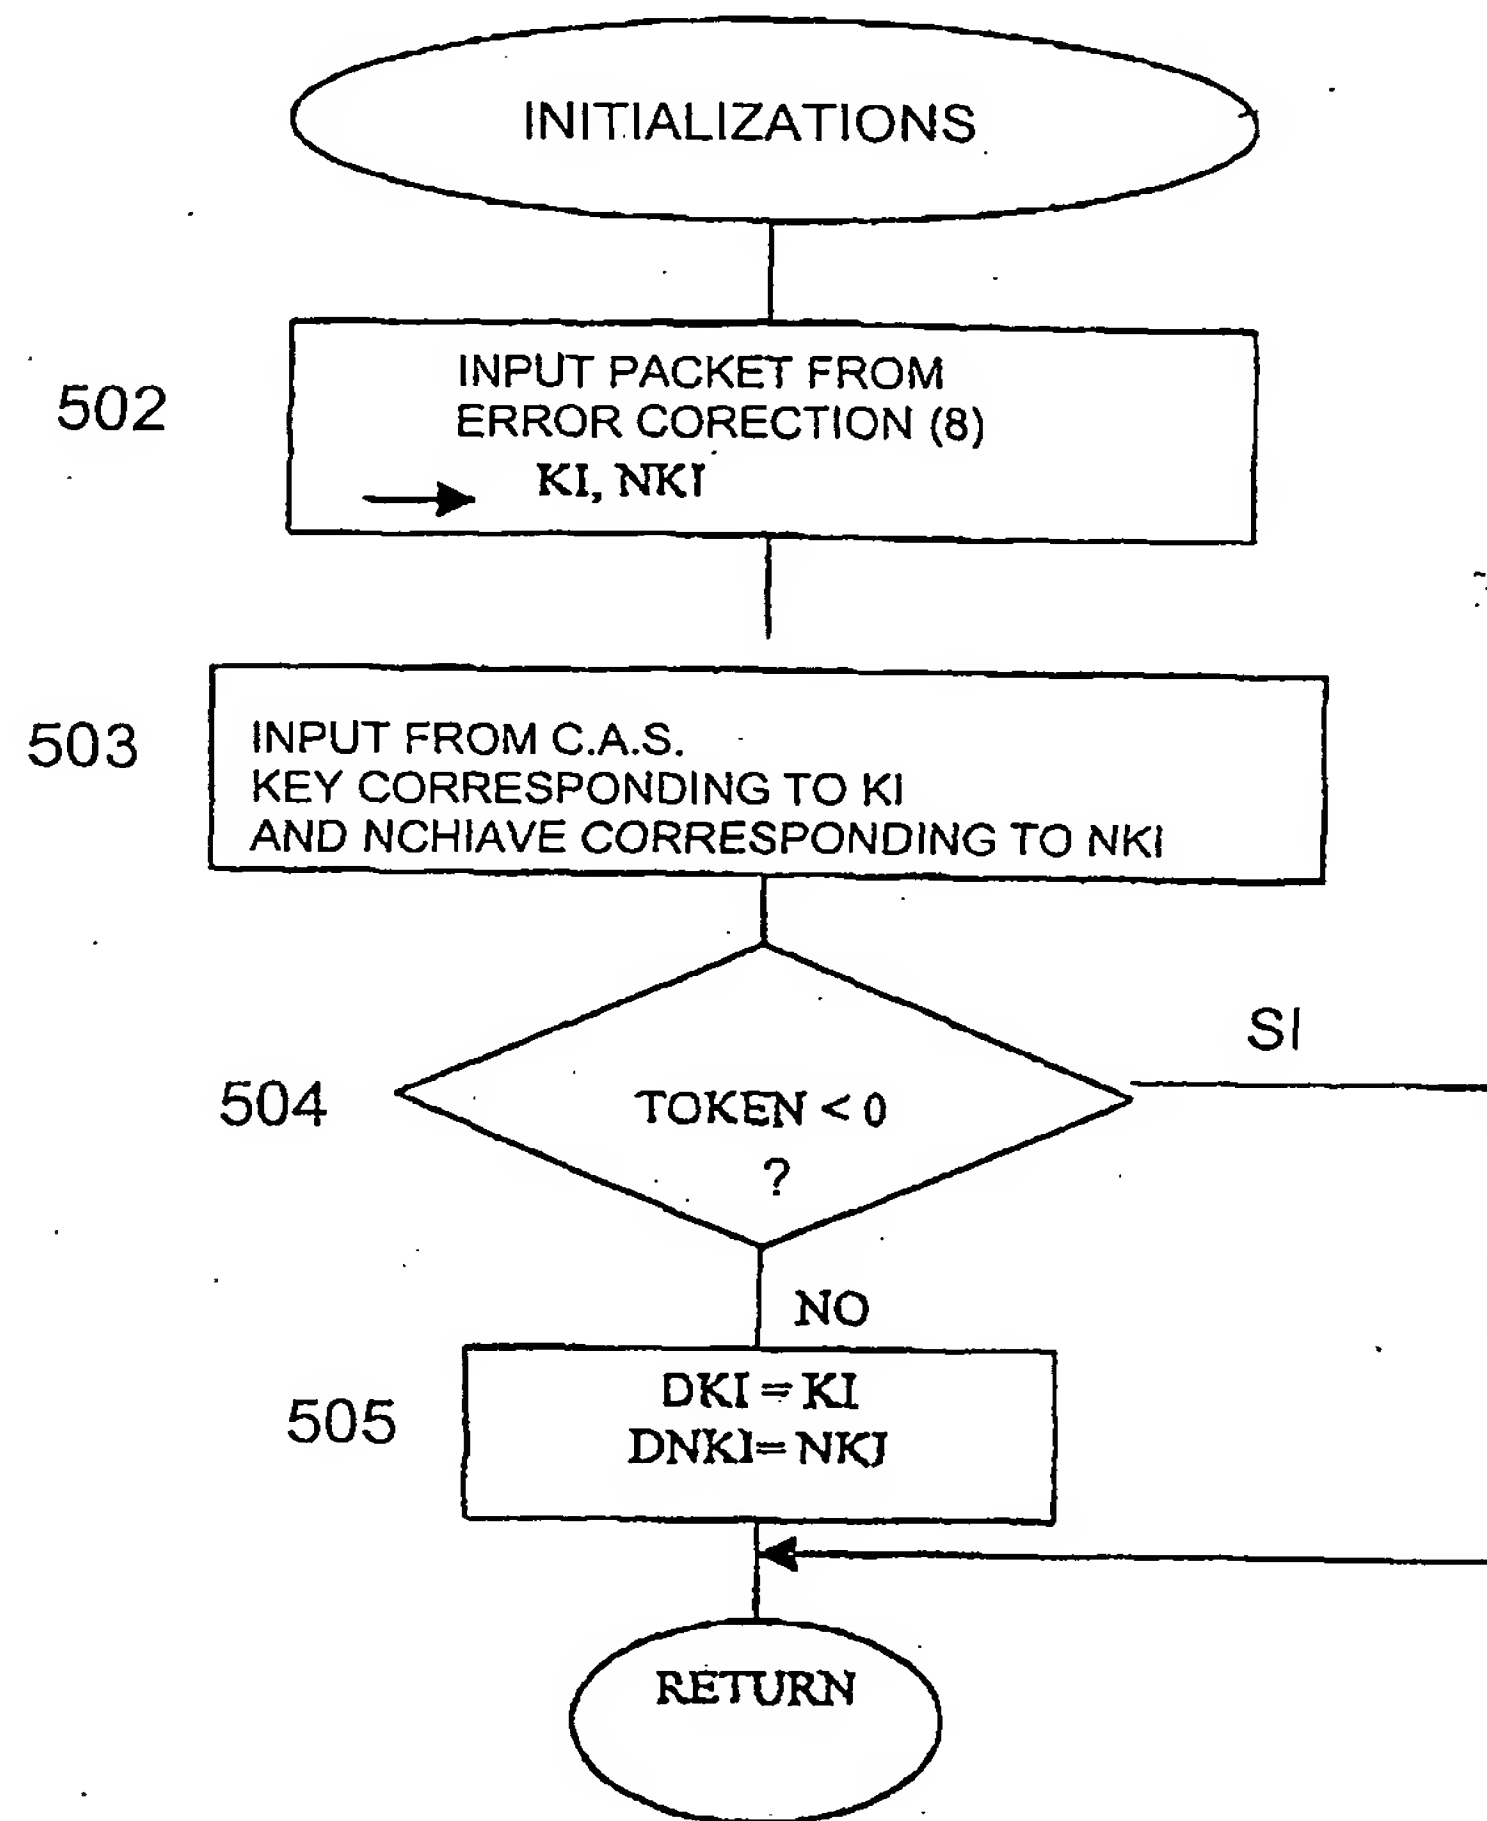 INITIALIZATIONS
502
INPUT PACKET FROM
ERROR CORECTION (8)
KI, NKI
503
INPUT FROM C.A.S.
KEY CORRESPONDING TO KI
AND NCHIAVE CORRESPONDING TO NKI
SI
504
TOKEN < 0
?
NO
505
DKI = KI
DNKI= NKI
RETURN